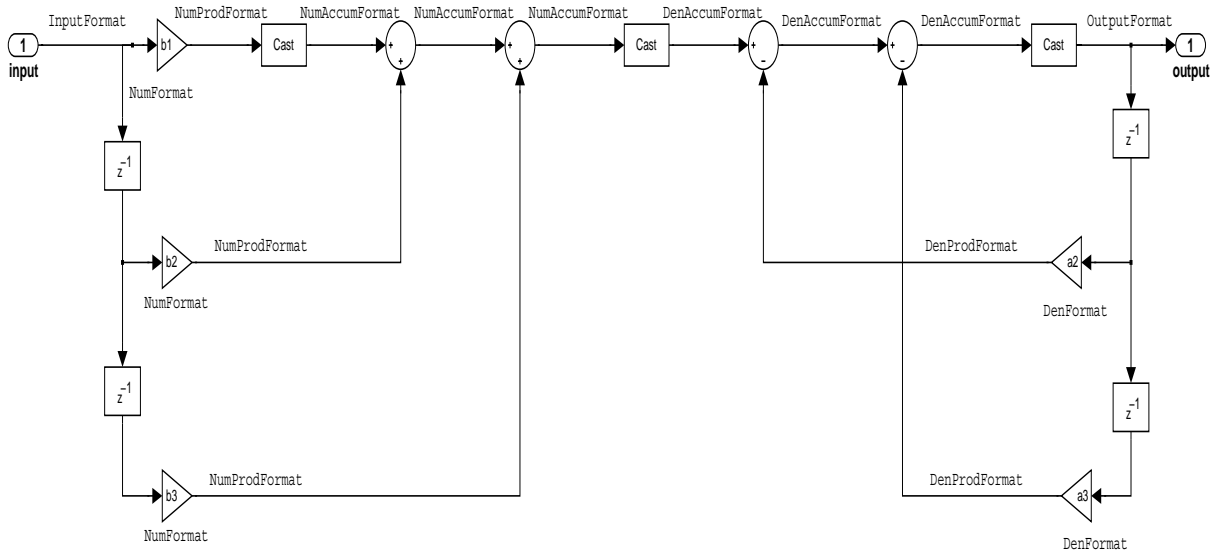 InputFormat
NumProdFormat
NumAccumFormat
NumAccumFormat
NumAccumFormat
DenAccumFormat
DenAccumFormat
DenAccumFormat
OutputFormat
1
input
b1
Cast
+
+
+
+
Cast
+
−
+
−
Cast
1
output
NumFormat
z−1
z−1
b2
NumProdFormat
NumFormat
DenProdFormat
a2
DenFormat
z−1
z−1
b3
NumProdFormat
NumFormat
DenProdFormat
a3
DenFormat